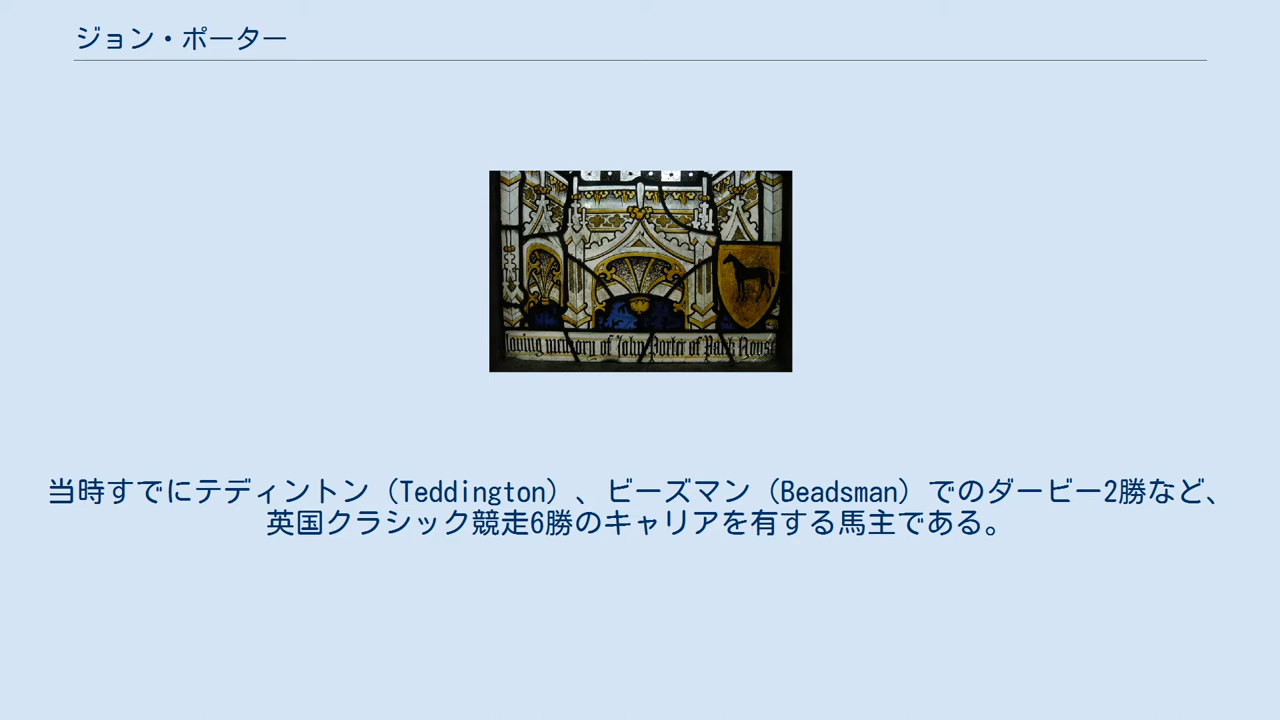 ジョン・ポーター
loving memory of John Porter of Park House
当時すでにテディントン（Teddington）、ビーズマン（Beadsman）でのダービー2勝など、
英国クラシック競走6勝のキャリアを有する馬主である。